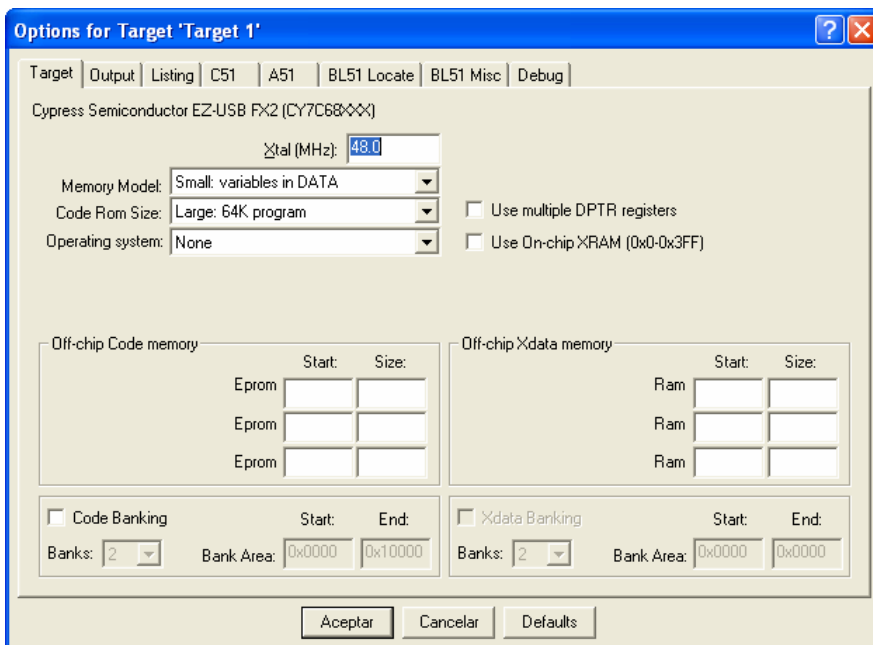 Options for Target 'Target 1'
Target Output Listing C51 A51 BL51 Locate BL51 Misc Debug
Cypress Semiconductor EZ-USB FX2 (CY7C68XXX)
Xtal (MHz): 48.0
Memory Model: Small: variables in DATA
Code Rom Size: Large: 64K program Use multiple DPTR registers
Operating system: None Use On-chip XRAM (0x0-0x3FF)
Off-chip Code memory Off-chip Xdata memory
Start: Size: Start: Size:
Eprom Ram
Eprom Ram
Eprom Ram
Code Banking Start: End: Xdata Banking Start: End:
Banks: 2 Bank Area: 0x0000 0x10000 Banks: 2 Bank Area: 0x0000 0x0000
Aceptar Cancelar Defaults